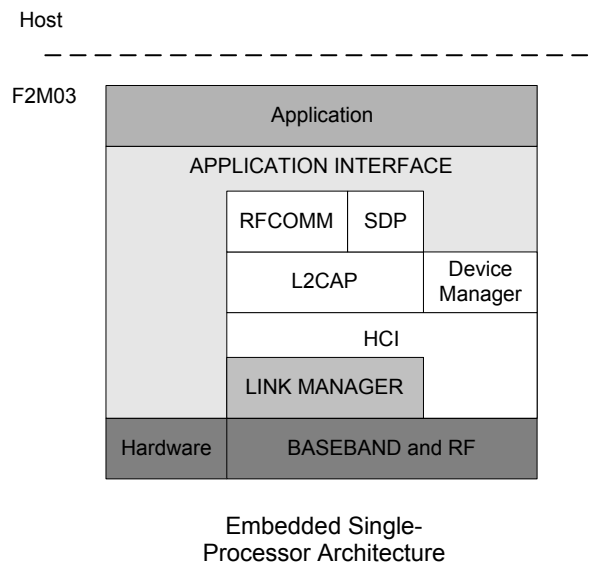 Host
F2M03
Application
APPLICATION INTERFACE
RFCOMM
SDP
L2CAP
Device
Manager
HCI
LINK MANAGER
Hardware
BASEBAND and RF
Embedded Single-
Processor Architecture